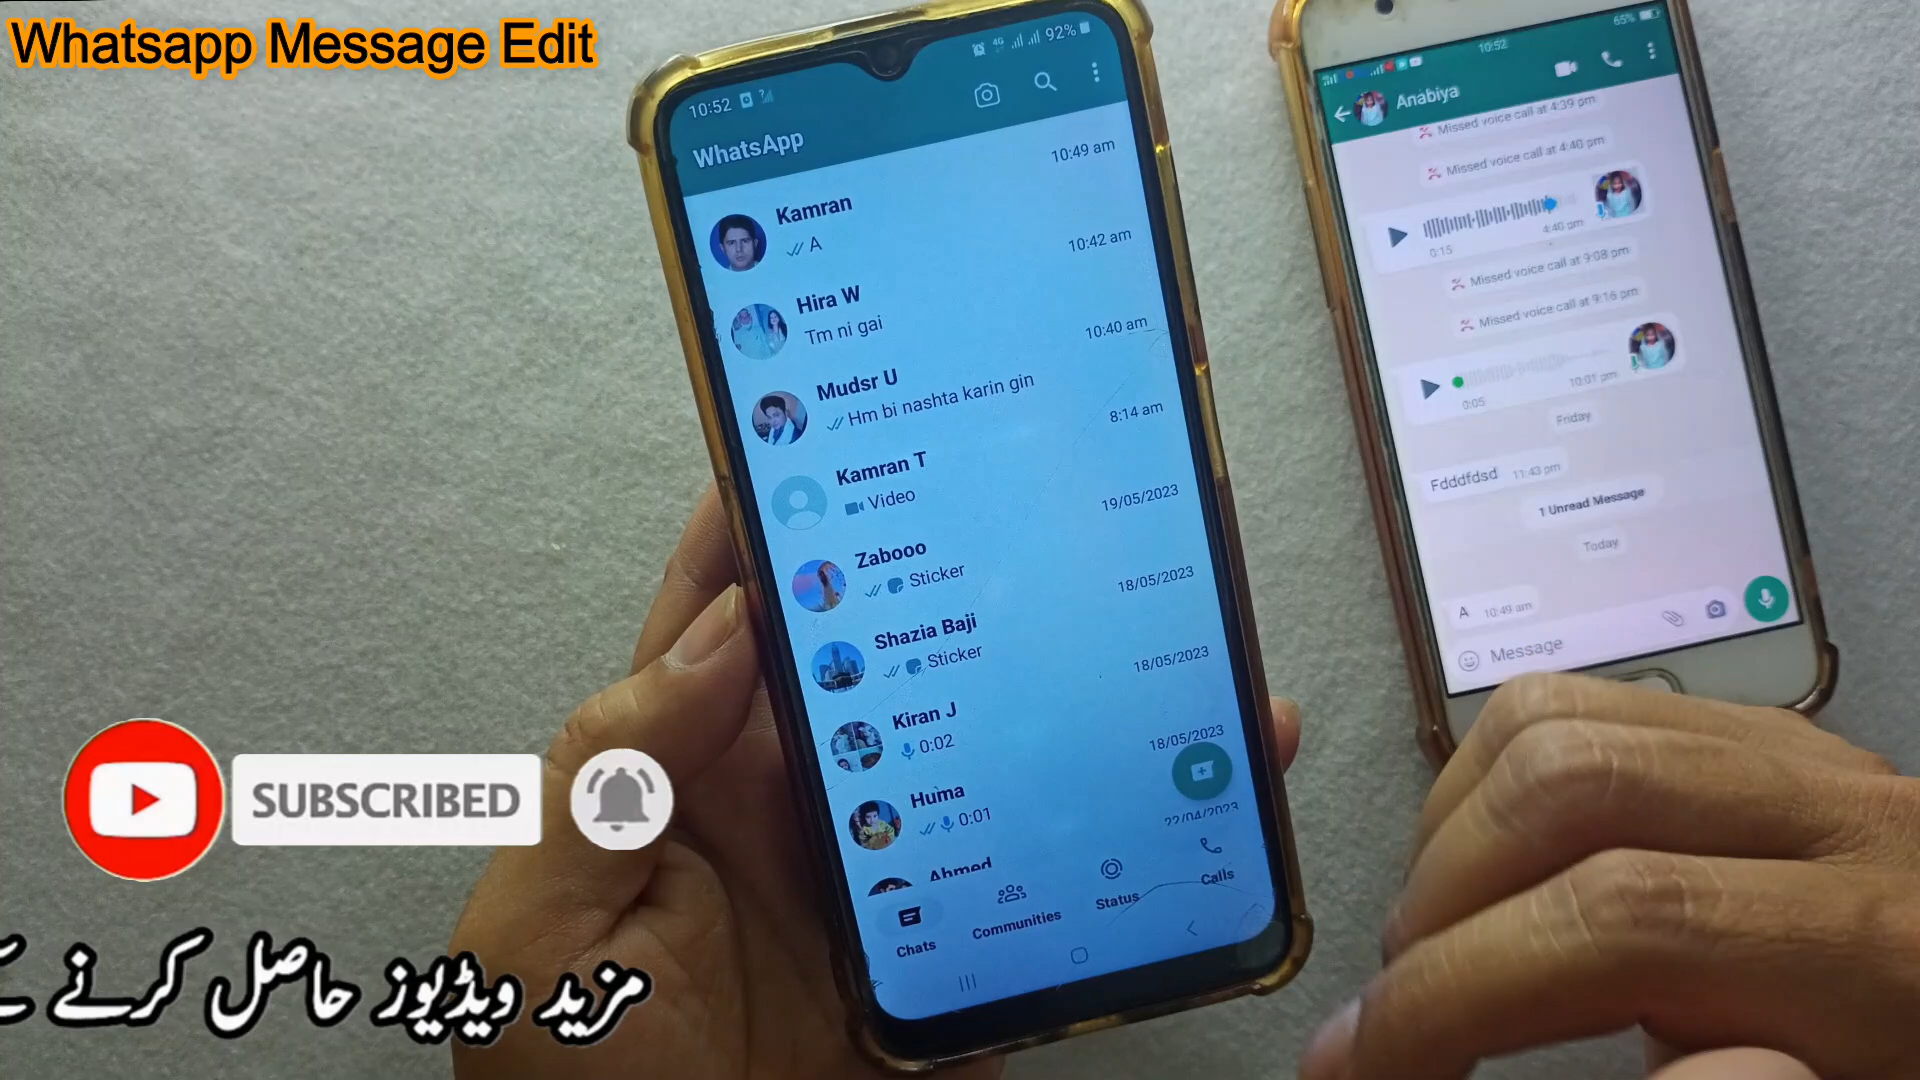 Whatsapp Message Edit
10:52
4G
92%
WhatsApp
Kamran
10:49 am
A
Hira W
10:42 am
Tm ni gai
Mudsr U
10:40 am
Hm bi nashta karin gin
Kamran T
8:14 am
Video
Zabooo
19/05/2023
Sticker
Shazia Baji
18/05/2023
Sticker
Kiran J
18/05/2023
0:02
Huma
18/05/2023
0:01
Ahmed
22/04/2023
Chats
Communities
Status
Calls
10:52
65%
Anabiya
Missed voice call at 4:39 pm
Missed voice call at 4:40 pm
0:15
4:40 pm
Missed voice call at 9:08 pm
Missed voice call at 9:16 pm
0:05
10:01 pm
Friday
Fdddfdsd 11:43 pm
1 Unread Message
Today
A 10:49 am
Message
SUBSCRIBED
مزید ویڈیوز حاصل کرنے کے